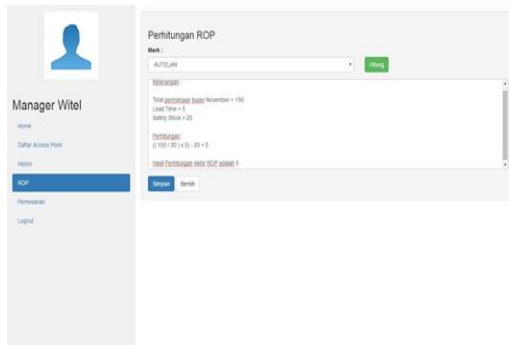 Manager Witel
Home
Daftar Access Point
Histori
ROP
Pemesanan
Logout
Perhitungan ROP
Merk :
AUTELAN
Hitung
Keterangan
Total permintaan bulan November = 150
Lead Time = 5
Safety Stock = 20
Perhitungan
(( 150 / 30 ) x 5) - 20 = 5
Hasil Perhitungan Akhir ROP adalah 5
Simpan Bersih